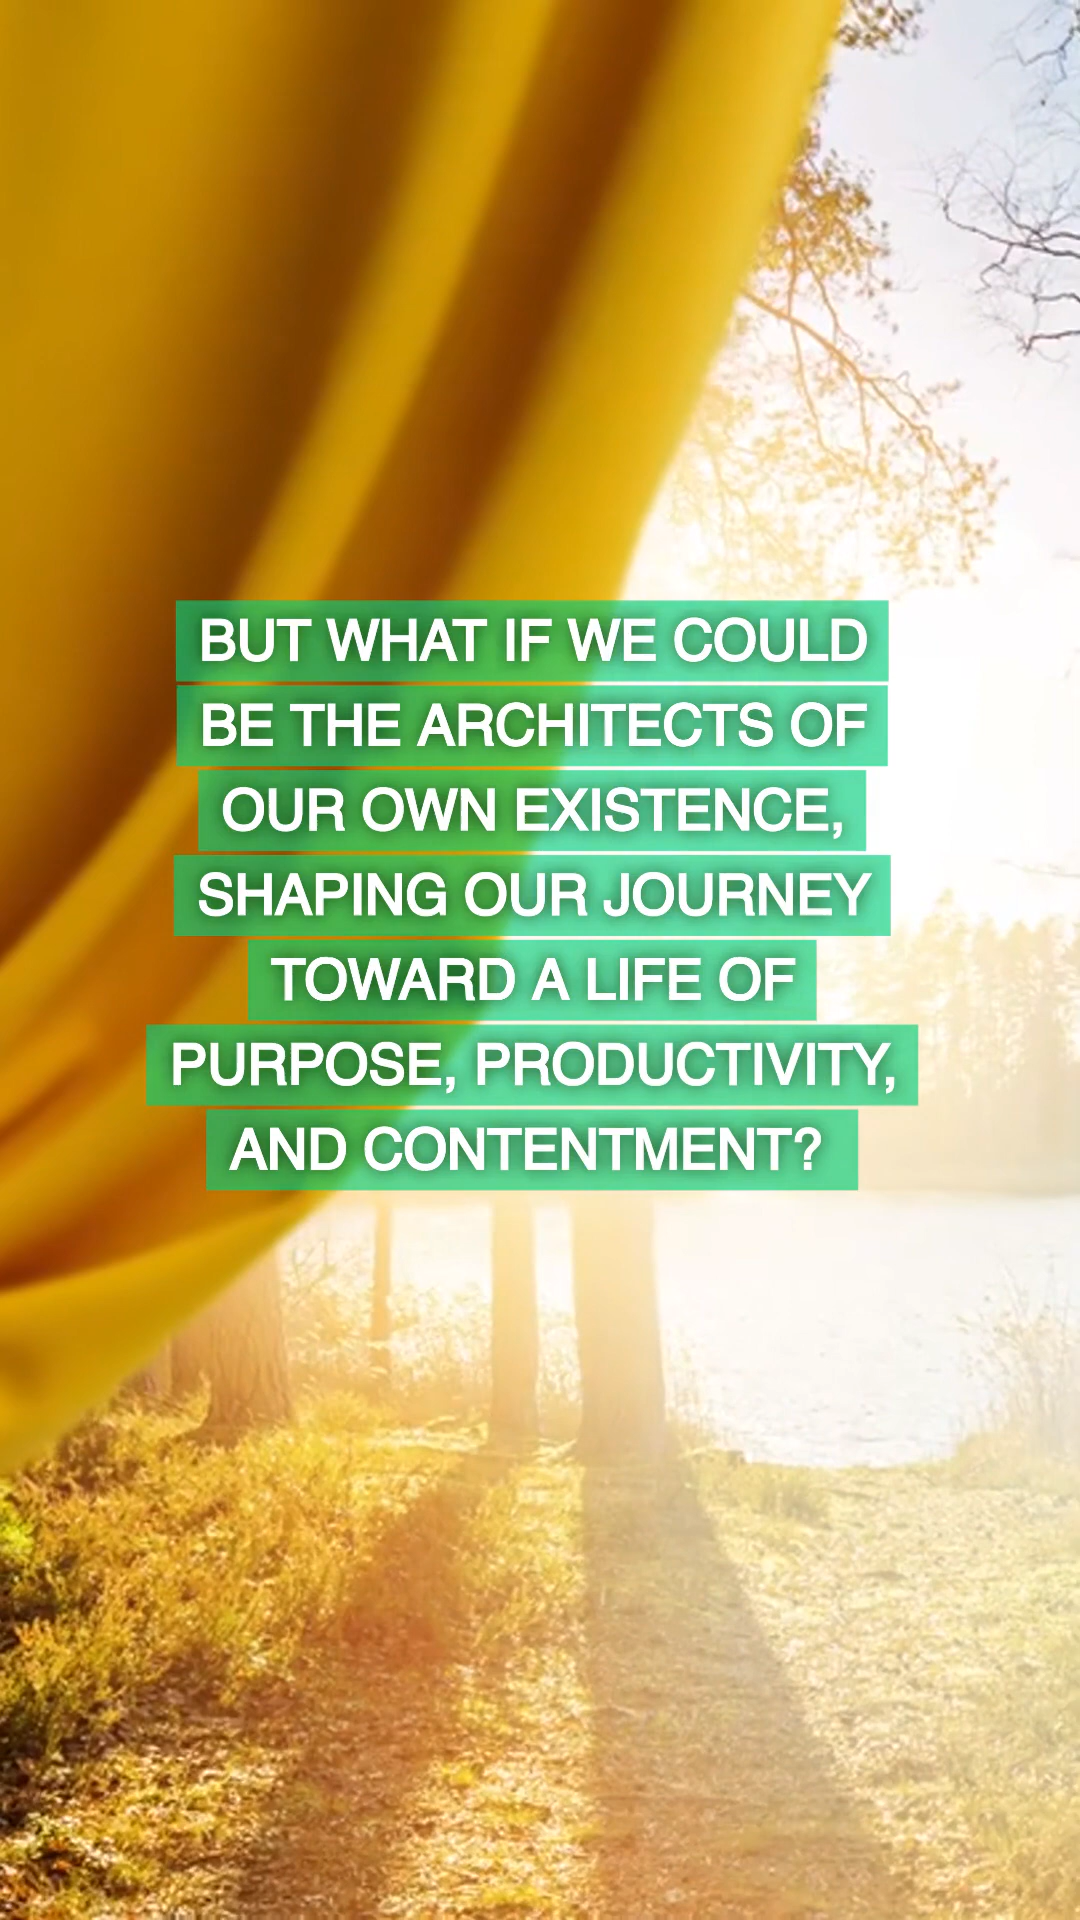 BUT WHAT IF WE COULD
BE THE ARCHITECTS OF
OUR OWN EXISTENCE,
SHAPING OUR JOURNEY
TOWARD A LIFE OF
PURPOSE, PRODUCTIVITY,
AND CONTENTMENT?